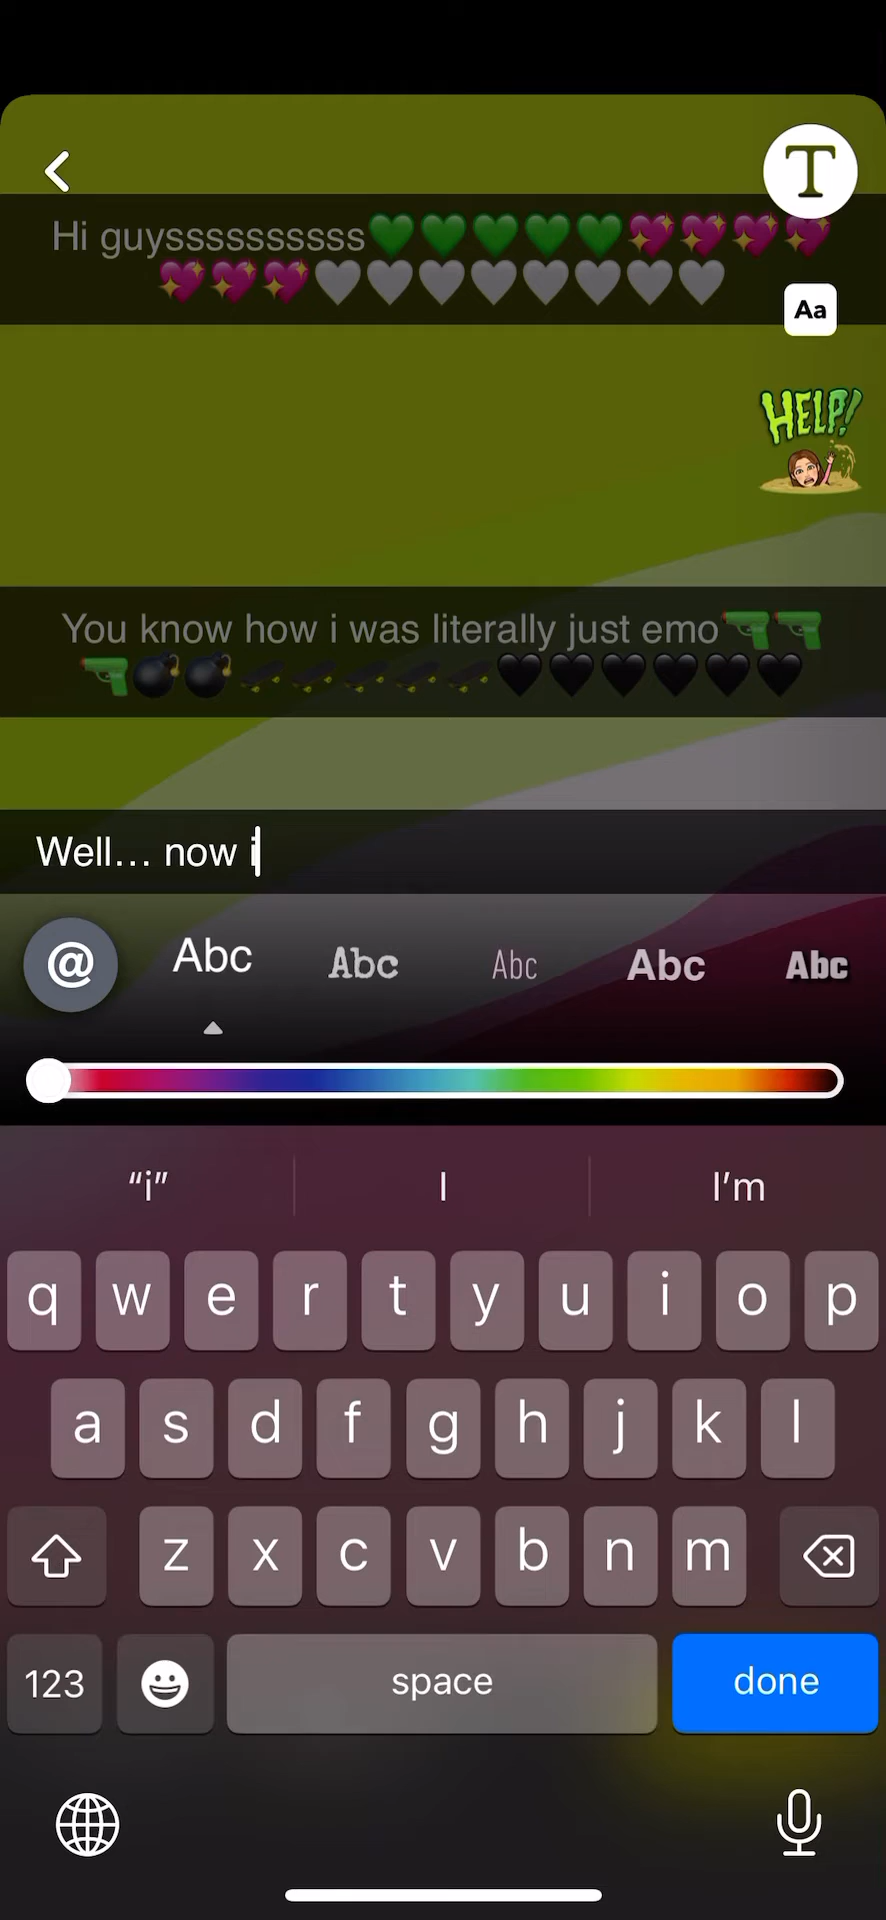 T
Hi guyssssssssss💚💚💚💚💚💖💖💖💖
💖💖💖🤍🤍🤍🤍🤍🤍🤍🤍
Aa
HELP!
You know how i was literally just emo🔫🔫
🔫💣💣🛹🛹🛹🛹🛹🖤🖤🖤🖤🖤🖤
Well... now i
@ Abc Abc Abc Abc Abc
“i” I I’m
q w e r t y u i o p
a s d f g h j k l
z x c v b n m
123 space done